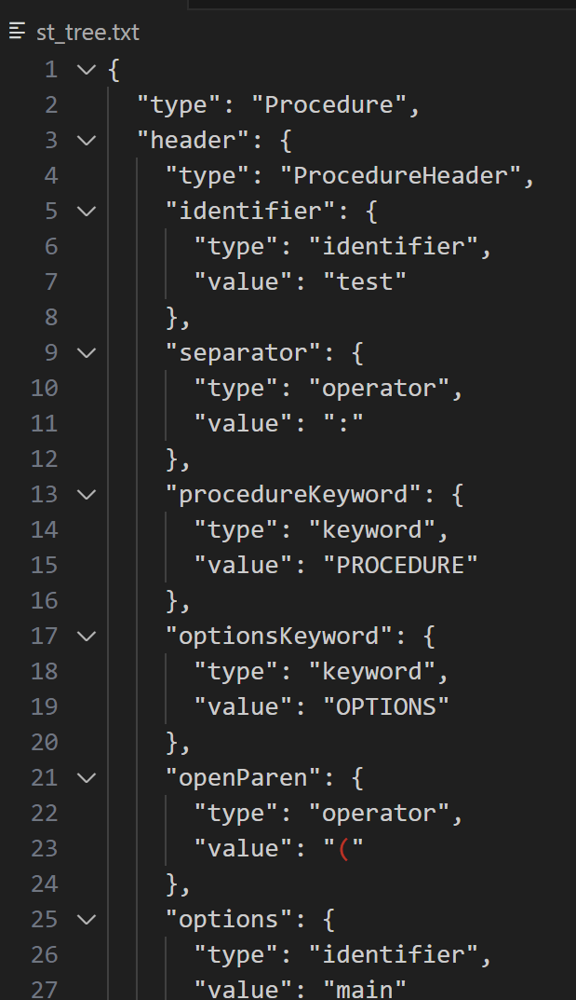 st_tree.txt
1 {
2 "type": "Procedure",
3 "header": {
4 "type": "ProcedureHeader",
5 "identifier": {
6 "type": "identifier",
7 "value": "test"
8 },
9 "separator": {
10 "type": "operator",
11 "value": ":"
12 },
13 "procedureKeyword": {
14 "type": "keyword",
15 "value": "PROCEDURE"
16 },
17 "optionsKeyword": {
18 "type": "keyword",
19 "value": "OPTIONS"
20 },
21 "openParen": {
22 "type": "operator",
23 "value": "("
24 },
25 "options": {
26 "type": "identifier",
27 "value": "main"